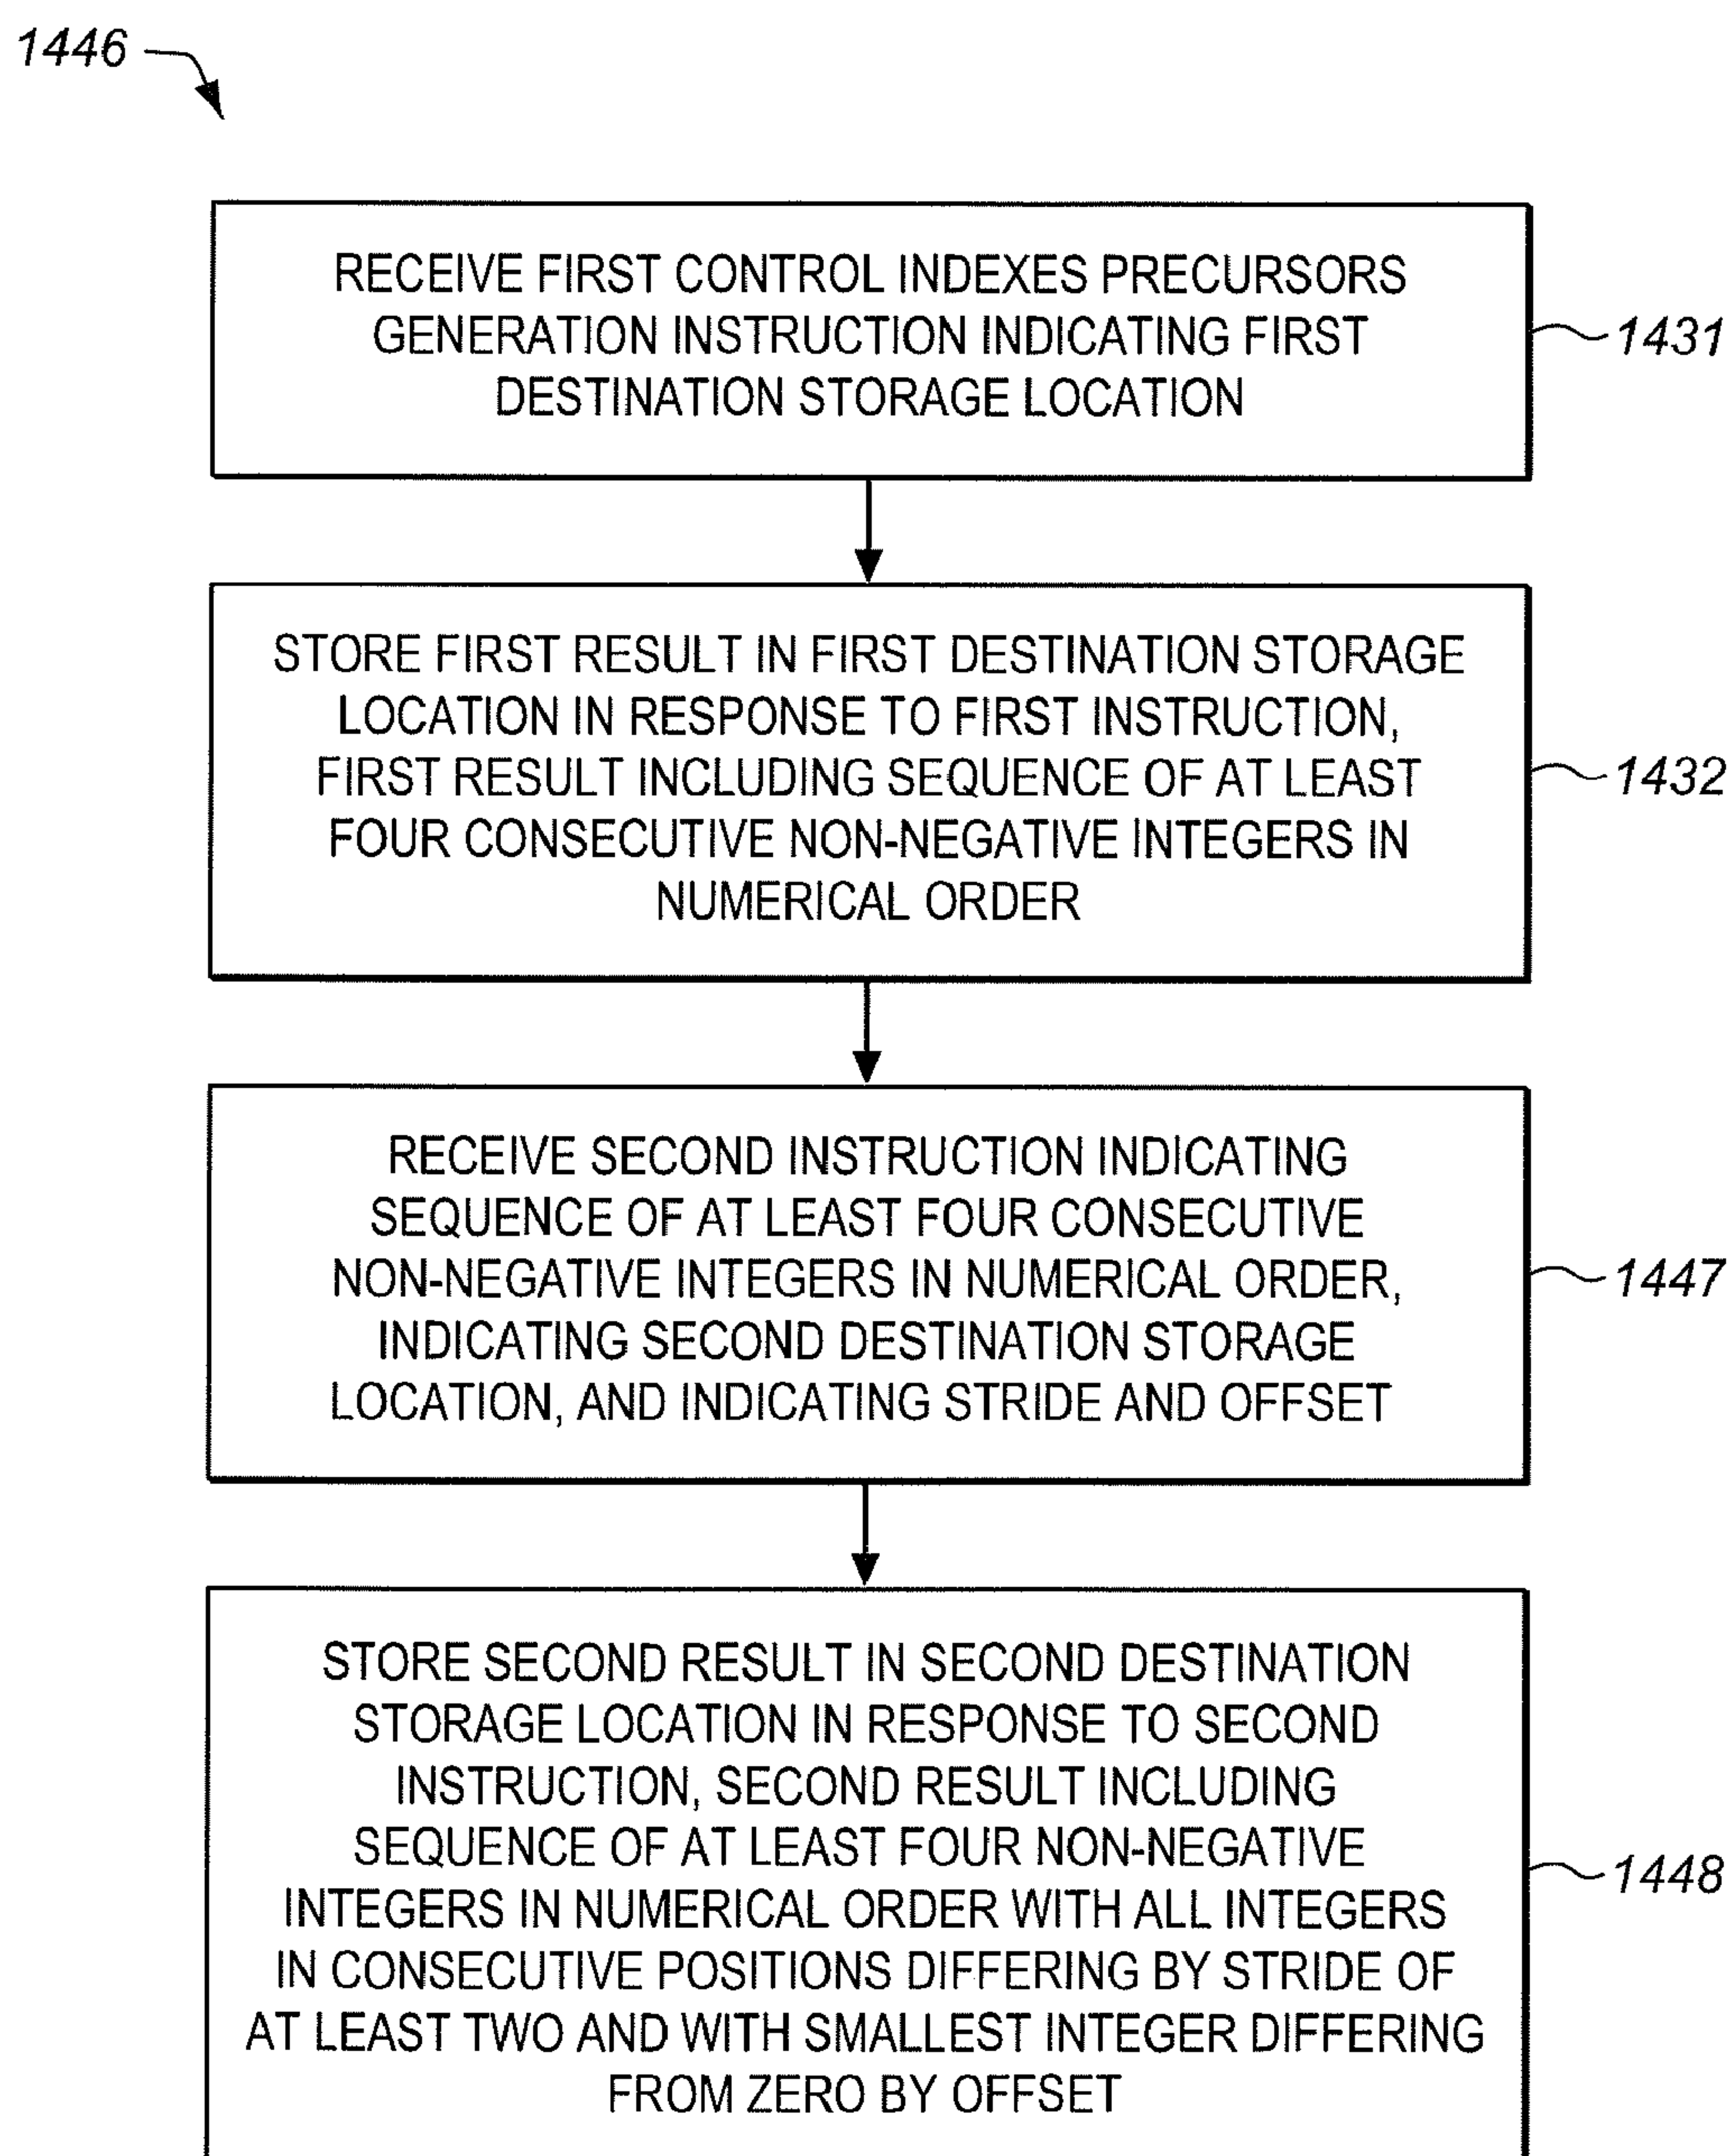 1446
RECEIVE FIRST CONTROL INDEXES PRECURSORS
GENERATION INSTRUCTION INDICATING FIRST
DESTINATION STORAGE LOCATION
1431
STORE FIRST RESULT IN FIRST DESTINATION STORAGE
LOCATION IN RESPONSE TO FIRST INSTRUCTION,
FIRST RESULT INCLUDING SEQUENCE OF AT LEAST
FOUR CONSECUTIVE NON-NEGATIVE INTEGERS IN
NUMERICAL ORDER
1432
RECEIVE SECOND INSTRUCTION INDICATING
SEQUENCE OF AT LEAST FOUR CONSECUTIVE
NON-NEGATIVE INTEGERS IN NUMERICAL ORDER,
INDICATING SECOND DESTINATION STORAGE
LOCATION, AND INDICATING STRIDE AND OFFSET
1447
STORE SECOND RESULT IN SECOND DESTINATION
STORAGE LOCATION IN RESPONSE TO SECOND
INSTRUCTION, SECOND RESULT INCLUDING
SEQUENCE OF AT LEAST FOUR NON-NEGATIVE
INTEGERS IN NUMERICAL ORDER WITH ALL INTEGERS
IN CONSECUTIVE POSITIONS DIFFERING BY STRIDE OF
AT LEAST TWO AND WITH SMALLEST INTEGER DIFFERING
FROM ZERO BY OFFSET
1448